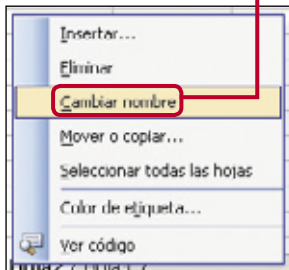 Insertar...
Eliminar
Cambiar nombre
Mover o copiar...
Seleccionar todas las hojas
Color de etiqueta...
Ver código